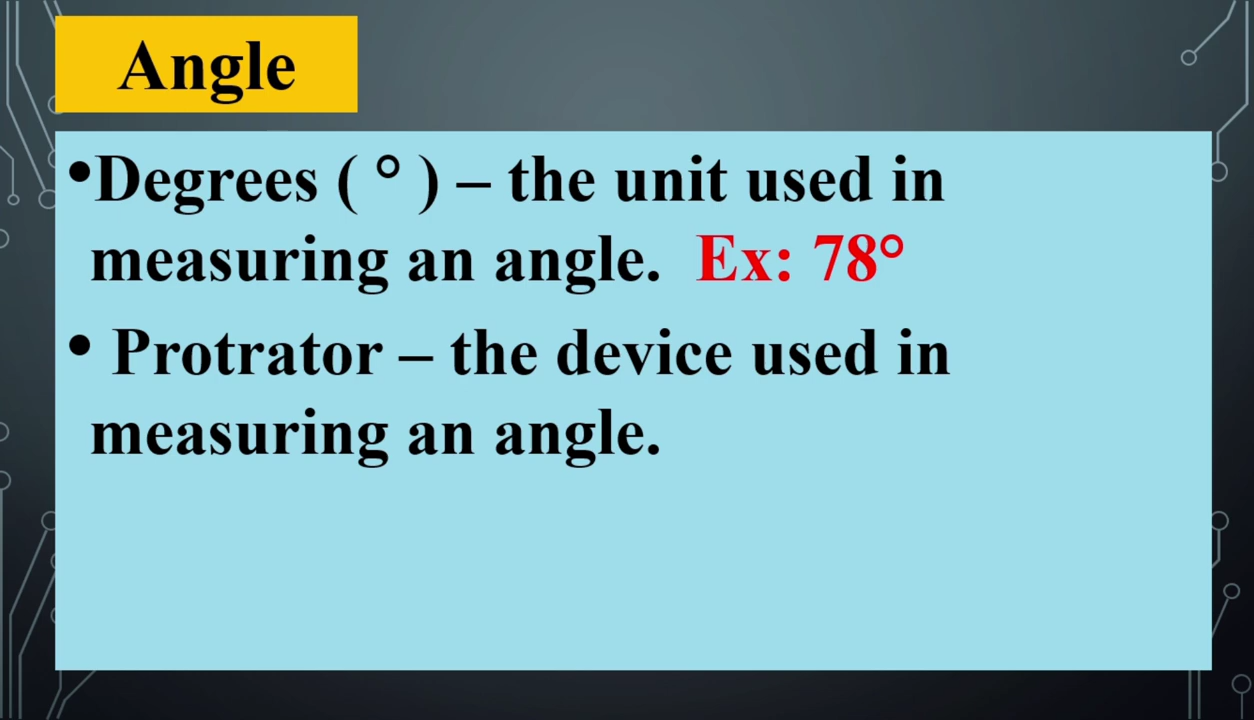 Angle
•Degrees ( ° ) – the unit used in
measuring an angle. Ex: 78°
• Protrator – the device used in
measuring an angle.